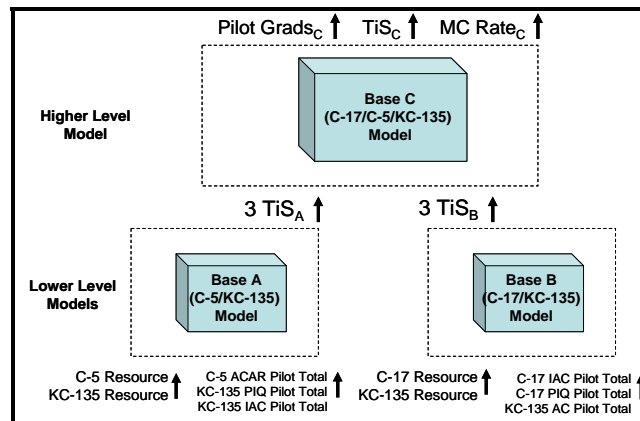 Pilot GradsC TiSC MC RateC
Higher Level
Model
Base C
(C-17/C-5/KC-135)
Model
3 TiSA 3 TiSB
Lower Level
Models
Base A
(C-5/KC-135)
Model
Base B
(C-17/KC-135)
Model
C-5 Resource
KC-135 Resource
C-5 ACAR Pilot Total
KC-135 PIQ Pilot Total
KC-135 IAC Pilot Total
C-17 Resource
KC-135 Resource
C-17 IAC Pilot Total
C-17 PIQ Pilot Total
KC-135 AC Pilot Total